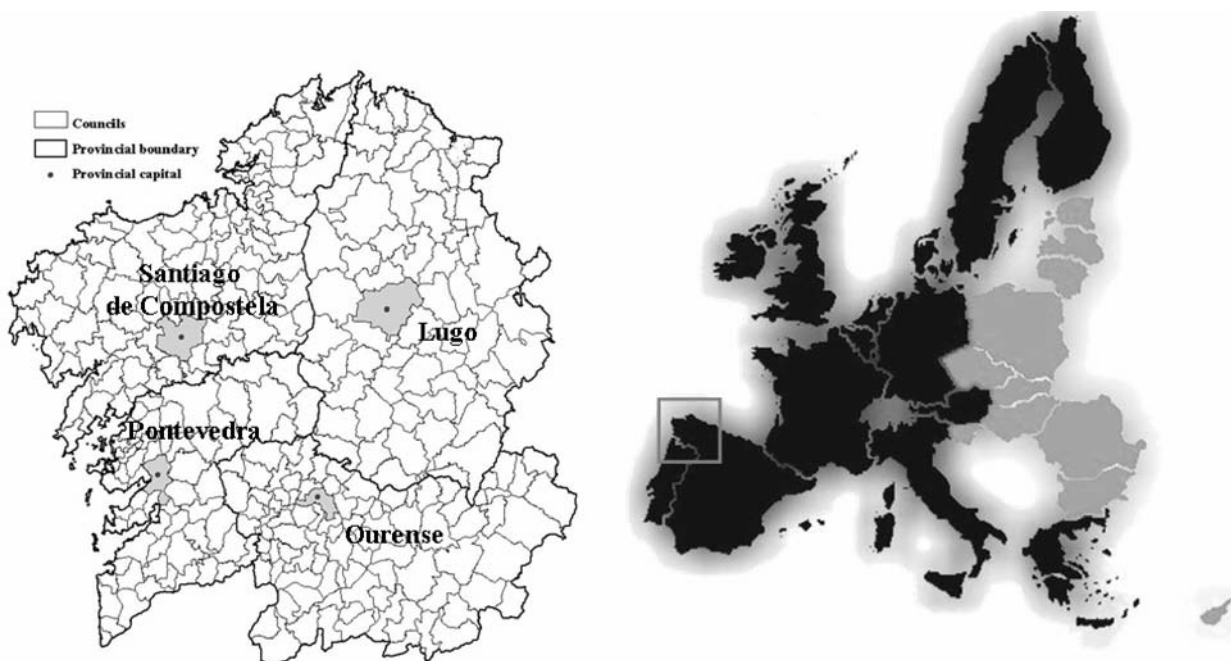 Councils
Provincial boundary
Provincial capital
Santiago
de Compostela
Lugo
Pontevedra
Ourense